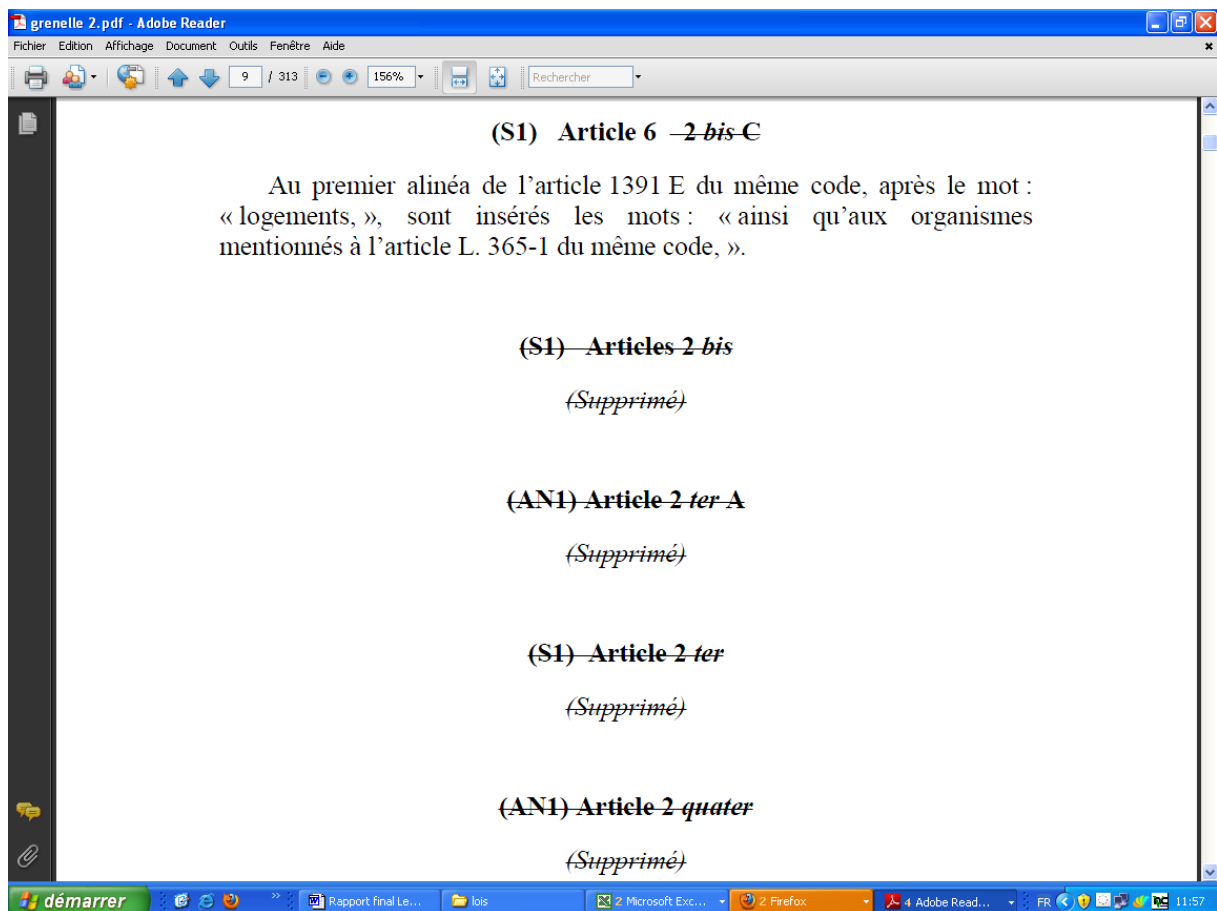 grenelle 2.pdf - Adobe Reader
Fichier Edition Affichage Document Outils Fenêtre Aide
9 / 313 156% Rechercher
(S1) Article 6 2 bis C
Au premier alinéa de l’article 1391 E du même code, après le mot :
« logements, », sont insérés les mots : « ainsi qu’aux organismes
mentionnés à l’article L. 365-1 du même code, ».
(S1) Articles 2 bis
(Supprimé)
(AN1) Article 2 ter A
(Supprimé)
(S1) Article 2 ter
(Supprimé)
(AN1) Article 2 quater
(Supprimé)
démarrer » Rapport final Le... lois 2 Microsoft Exc... 2 Firefox 4 Adobe Read... FR 11:57